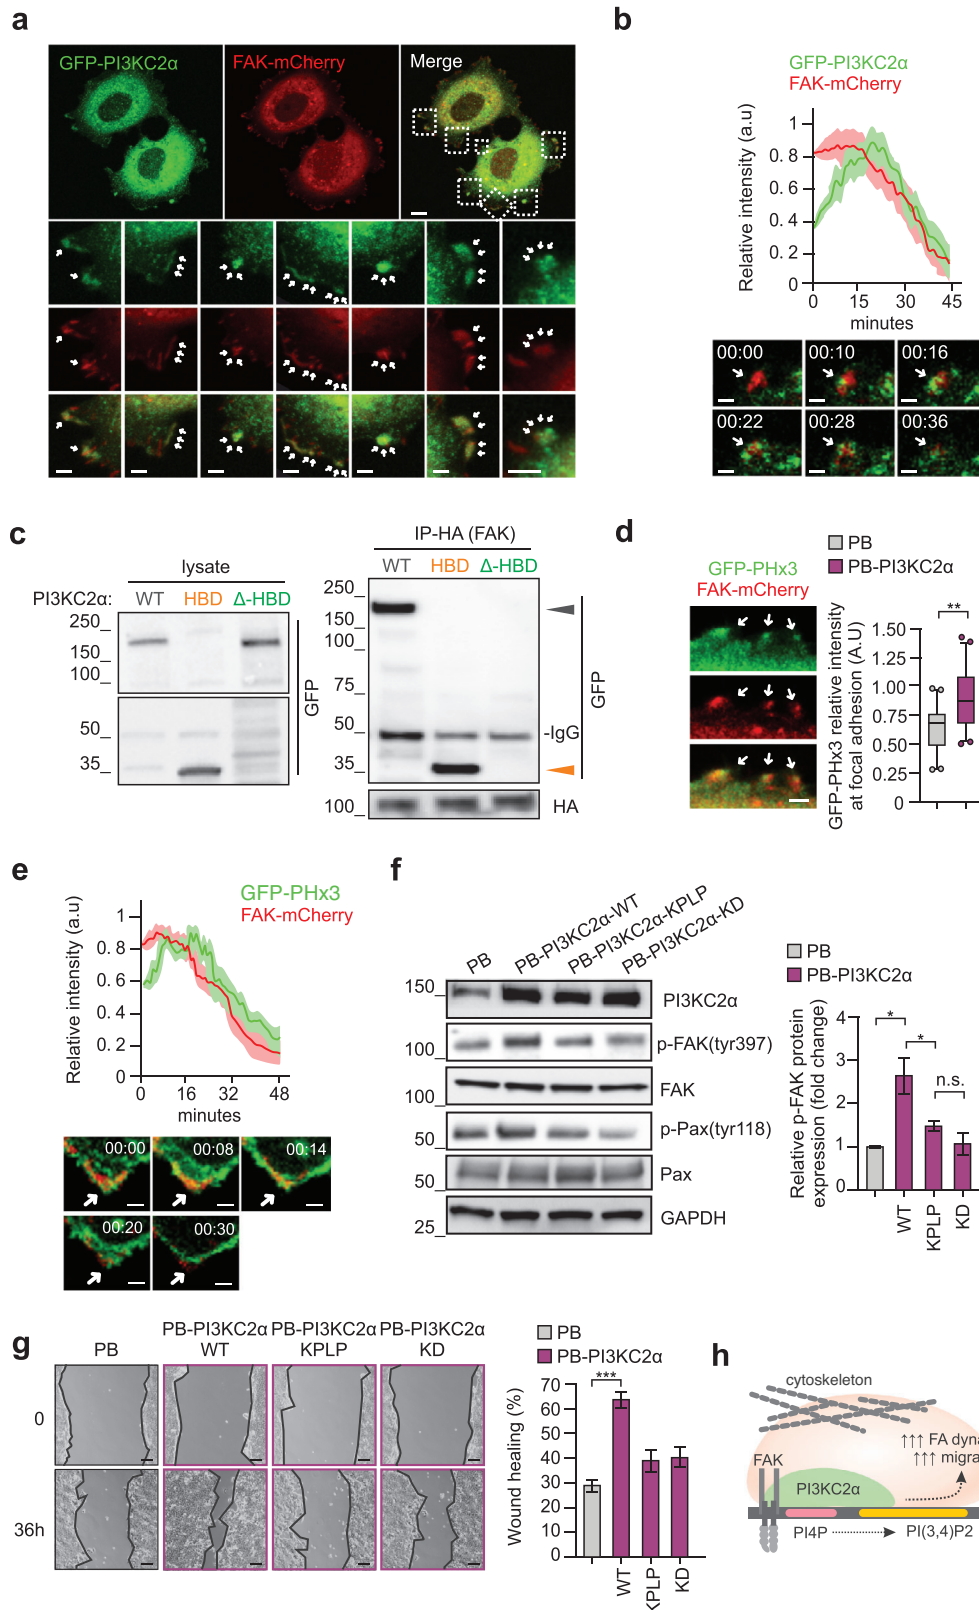 a
GFP-PI3KC2α
FAK-mCherry
Merge
b
GFP-PI3KC2α
FAK-mCherry
Relative intensity (a.u)
1
0.8
0.6
0.4
0.2
0
0 15 30 45
minutes
00:00 00:10 00:16
00:22 00:28 00:36
c
lysate
PI3KC2α: WT HBD Δ-HBD
250
150
100
50
35
GFP
IP-HA (FAK)
WT HBD Δ-HBD
250
150
100
75
50
35
100
-IgG
GFP
HA
d
PB
PB-PI3KC2α
GFP-PHx3
FAK-mCherry
GFP-PHx3 relative intensity
at focal adhesion (A.U)
**
1.50
1.25
1.00
0.75
0.50
0.25
0
e
GFP-PHx3
FAK-mCherry
Relative intensity (a.u)
1
0.8
0.6
0.4
0. 2
0
0 16 32 48
minutes
00:00 00:08 00:14
00:20 00:30
f
PB
PB-PI3KC2α-WT
PB-PI3KC2α-KPLP
PB-PI3KC2α-KD
150
PI3KC2α
100
p-FAK(tyr397)
100
FAK
50
p-Pax(tyr118)
50
Pax
25
GAPDH
PB
PB-PI3KC2α
Relative p-FAK protein
expression (fold change)
4
3
2
1
0
*
*
n.s.
WT
KPLP
KD
g
PB
PB-PI3KC2α
WT
PB-PI3KC2α
KPLP
PB-PI3KC2α
KD
0
36h
PB
PB-PI3KC2α
Wound healing (%)
70
60
50
40
30
20
10
0
***
WT
KPLP
KD
h
cytoskeleton
↑↑↑ FA dyna
↑↑↑ migra
FAK
PI3KC2α
PI4P
PI(3,4)P2